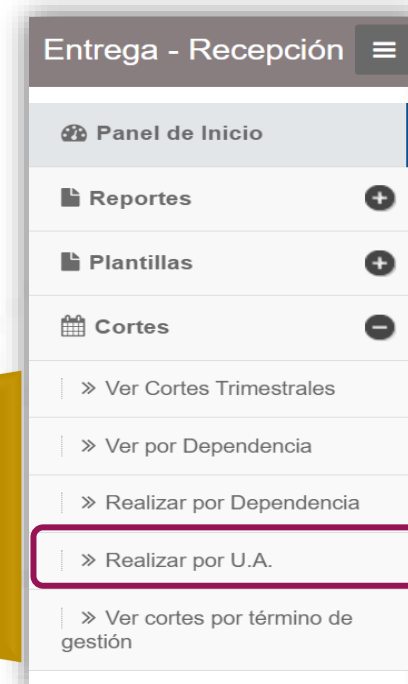 Entrega - Recepción
Panel de Inicio
Reportes
Plantillas
Cortes
» Ver Cortes Trimestrales
» Ver por Dependencia
» Realizar por Dependencia
» Realizar por U.A.
» Ver cortes por término de
gestión